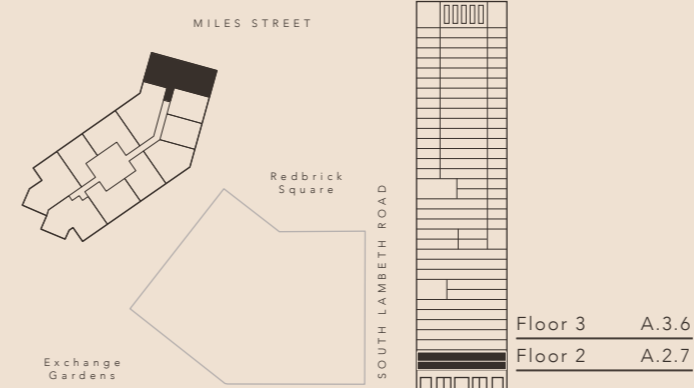 MILES STREET
Redbrick
Square
SOUTH LAMBETH ROAD
Floor 3 A.3.6
Floor 2 A.2.7
Exchange
Gardens